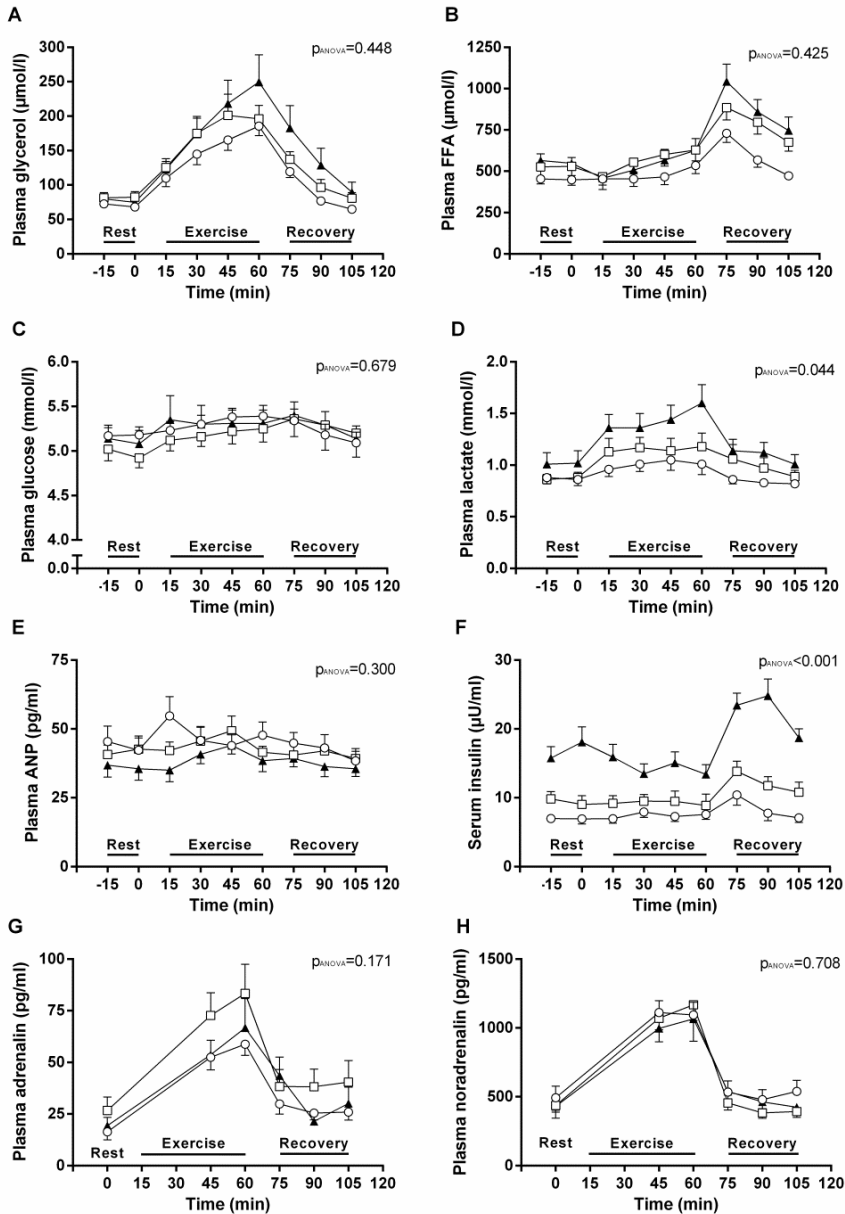 A
pANOVA=0.448
Plasma glycerol (µmol/l)
300
250
200
150
100
50
0
Rest Exercise Recovery
-15 0 15 30 45 60 75 90 105 120
Time (min)
B
pANOVA=0.425
Plasma FFA (µmol/l)
1250
1000
750
500
250
0
Rest Exercise Recovery
-15 0 15 30 45 60 75 90 105 120
Time (min)
C
pANOVA=0.679
Plasma glucose (mmol/l)
6.0
5.5
5.0
4.5
4.0
0.0
Rest Exercise Recovery
-15 0 15 30 45 60 75 90 105 120
Time (min)
D
pANOVA=0.044
Plasma lactate (mmol/l)
2.0
1.5
1.0
0.5
0.0
Rest Exercise Recovery
-15 0 15 30 45 60 75 90 105 120
Time (min)
E
pANOVA=0.300
Plasma ANP (pg/ml)
75
50
25
0
Rest Exercise Recovery
-15 0 15 30 45 60 75 90 105 120
Time (min)
F
pANOVA<0.001
Serum insulin (µU/ml)
30
20
10
0
Rest Exercise Recovery
-15 0 15 30 45 60 75 90 105 120
Time (min)
G
pANOVA=0.171
Plasma adrenalin (pg/ml)
100
75
50
25
0
Rest Exercise Recovery
0 15 30 45 60 75 90 105 120
Time (min)
H
pANOVA=0.708
Plasma noradrenalin (pg/ml)
1500
1000
500
0
Rest Exercise Recovery
0 15 30 45 60 75 90 105 120
Time (min)